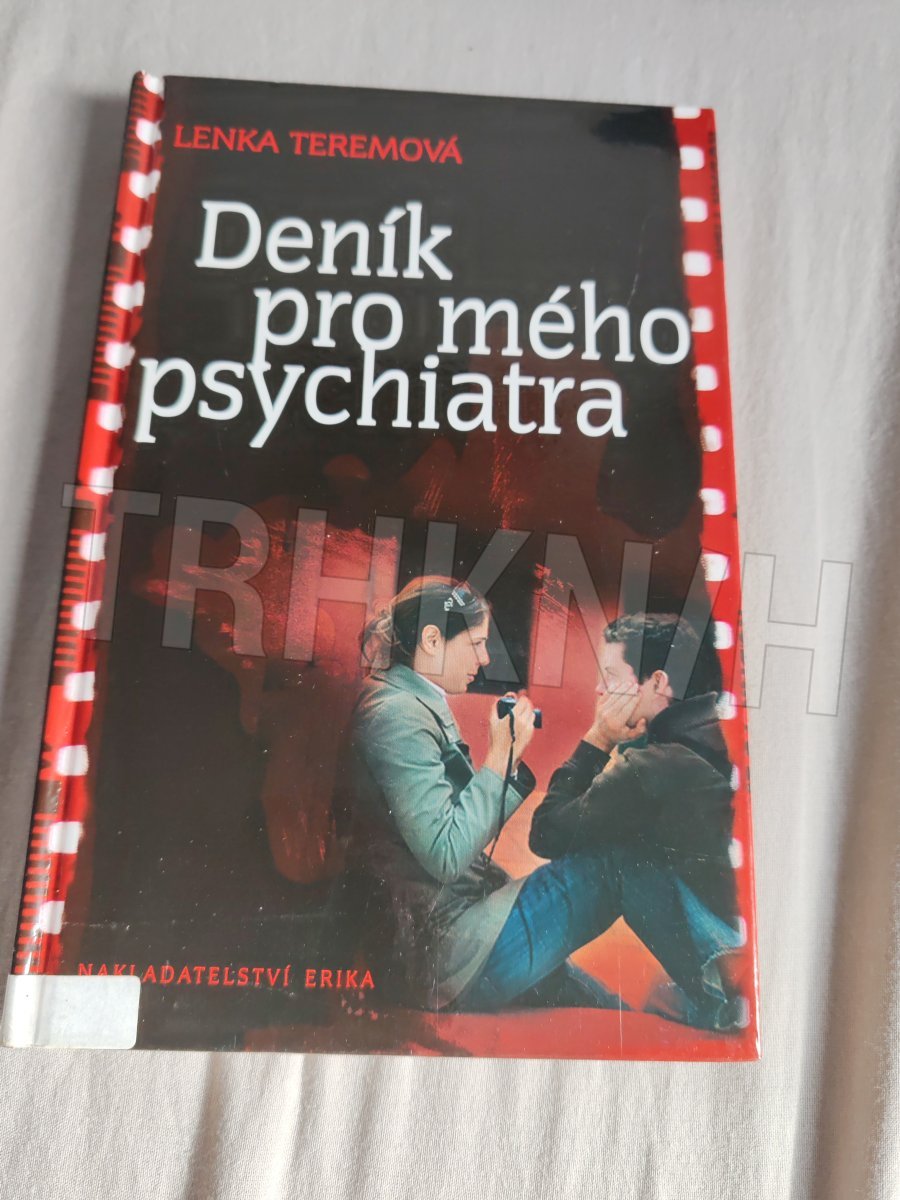 LENKA TEREMOVÁ
Deník
pro mého
psychiatra
TRHKNIH
NAKLADATELSTVÍ ERIKA